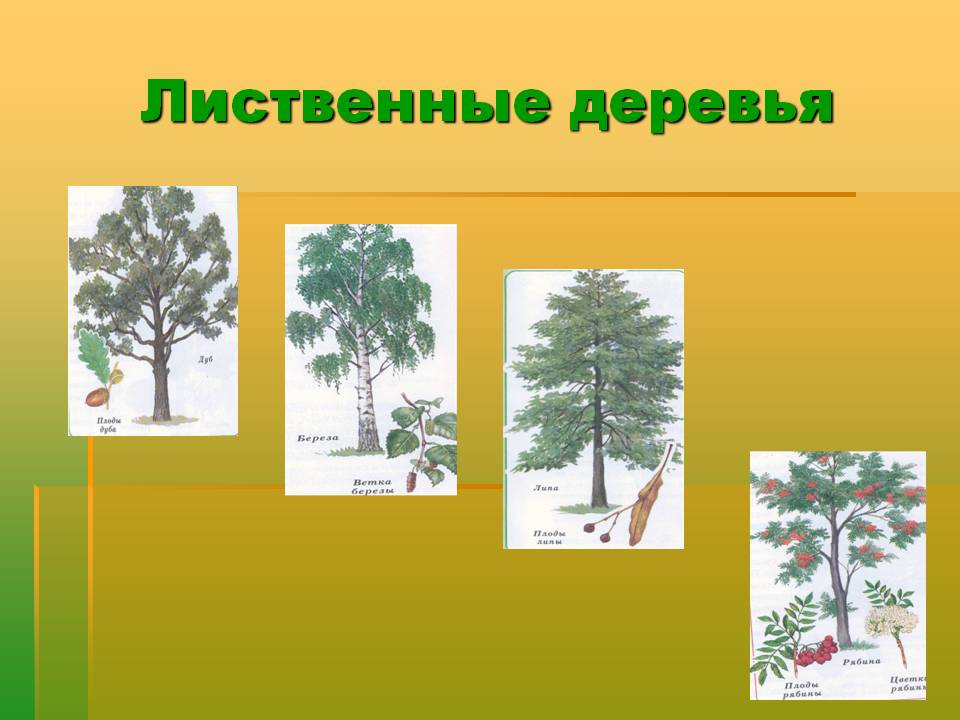 Лиственные деревья
Дуб
Плоды
дуба
Береза
Ветка
березы
Липа
Плоды
липы
Рябина
Плоды
рябины
Цветки
рябины